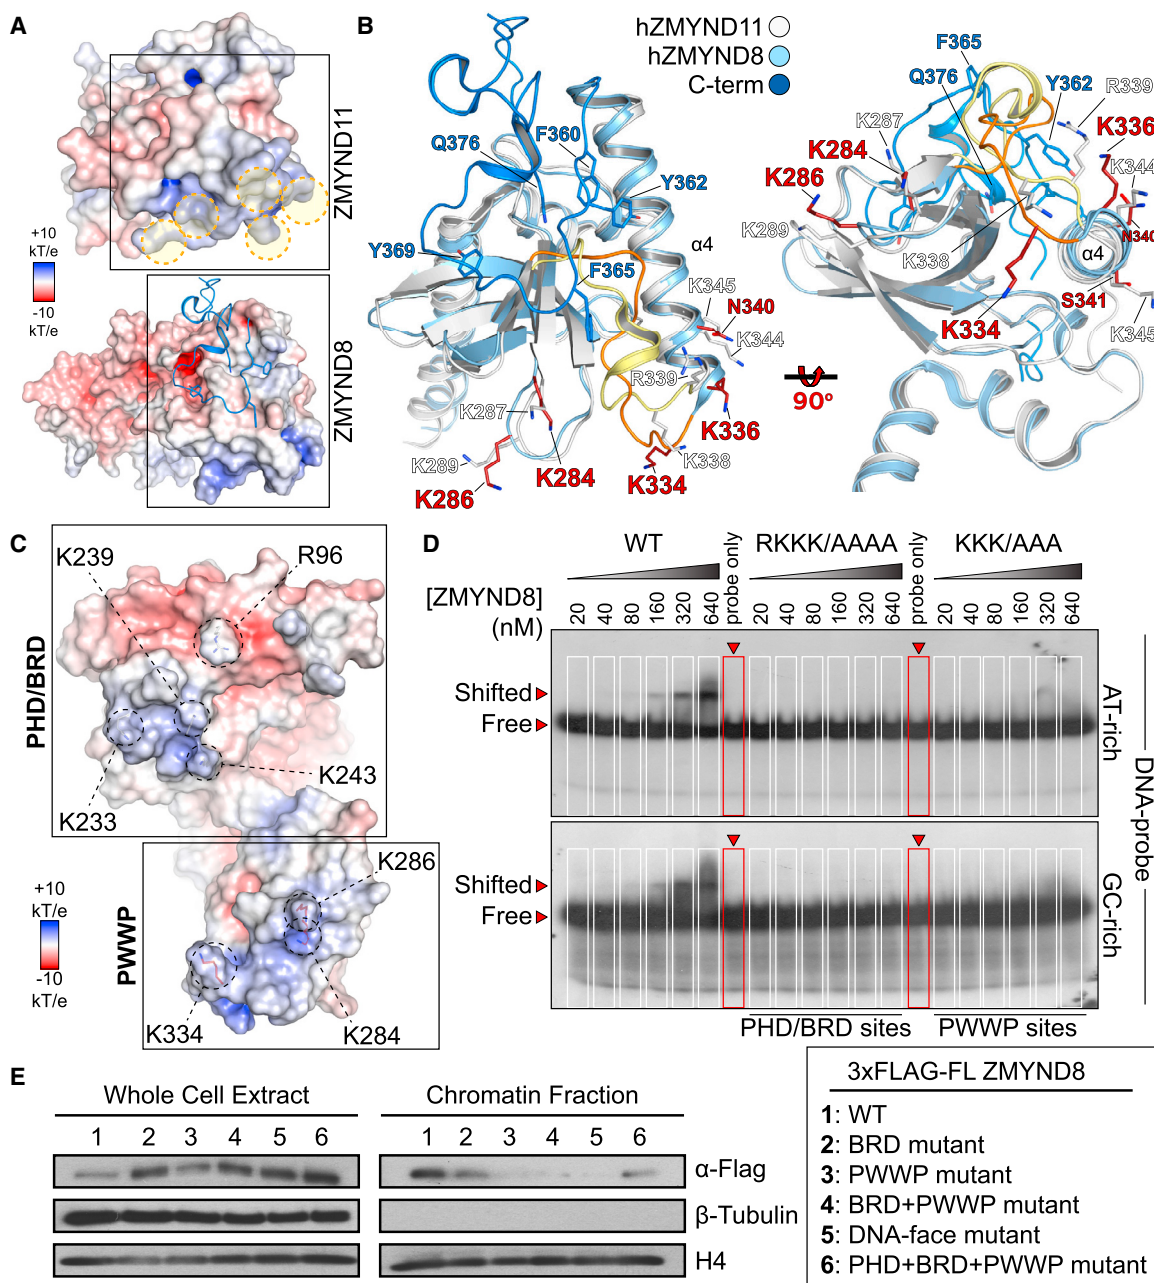 A
ZMYND11
+10
kT/e
-10
kT/e
ZMYND8
B
hZMYND11
hZMYND8
C-term
Q376
F360
Y362
Y369
F365
α4
K345
N340
K344
R339
K336
K287
K289
K284
K338
K334
K286
90°
F365
Q376
Y362
R339
K287
K336
K284
K344
K286
N340
K289
K338
α4
S341
K334
K345
C
K239
R96
PHD/BRD
K243
K233
K286
+10
kT/e
-10
kT/e
PWWP
K334
K284
D
WT
probe only
RKKK/AAAA
probe only
KKK/AAA
[ZMYND8]
(nM)
20 40 80 160 320 640
20 40 80 160 320 640
20 40 80 160 320 640
Shifted
Free
AT-rich
Shifted
Free
GC-rich
DNA-probe
PHD/BRD sites
PWWP sites
E
Whole Cell Extract
Chromatin Fraction
1 2 3 4 5 6
1 2 3 4 5 6
α-Flag
β-Tubulin
H4
3xFLAG-FL ZMYND8
1: WT
2: BRD mutant
3: PWWP mutant
4: BRD+PWWP mutant
5: DNA-face mutant
6: PHD+BRD+PWWP mutant